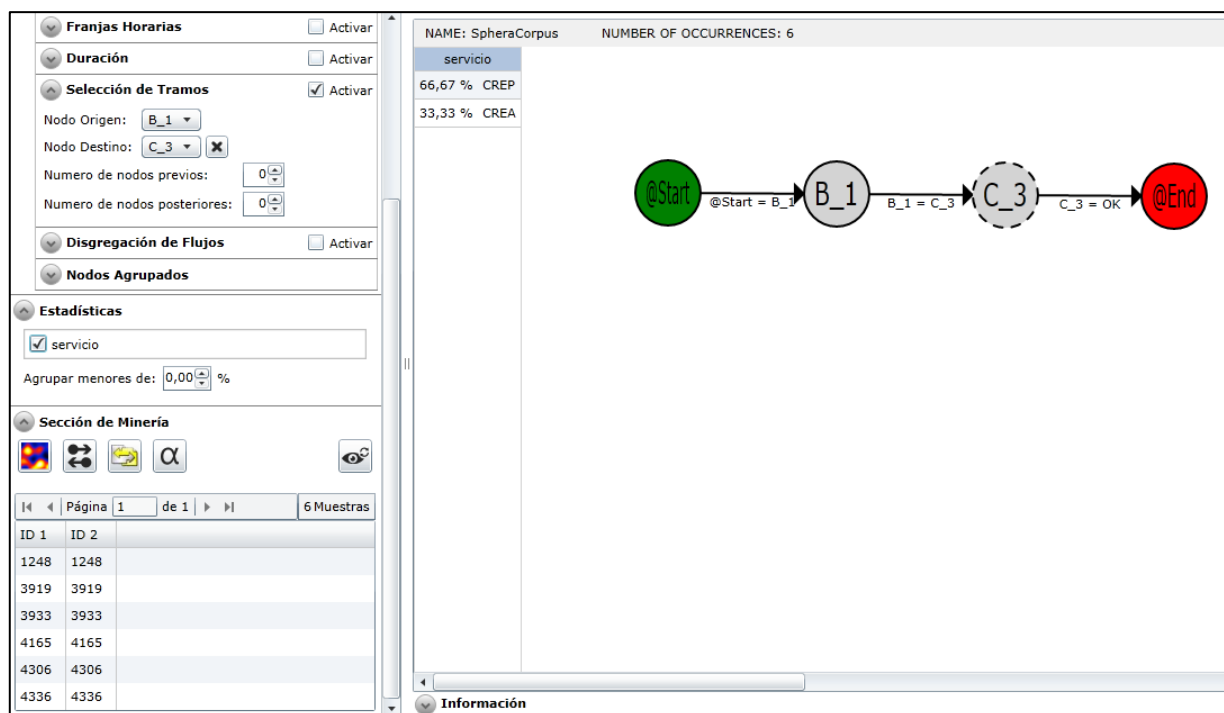 Franjas Horarias Activar
Duración Activar
Selección de Tramos Activar
Nodo Origen: B_1
Nodo Destino: C_3
Numero de nodos previos: 0
Numero de nodos posteriores: 0
Disgregación de Flujos Activar
Nodos Agrupados
Estadísticas
servicio
Agrupar menores de: 0,00 %
Sección de Minería
α
Página 1 de 1 6 Muestras
ID 1 ID 2
1248 1248
3919 3919
3933 3933
4165 4165
4306 4306
4336 4336
NAME: SpheraCorpus NUMBER OF OCCURRENCES: 6
servicio
66,67 % CREP
33,33 % CREA
@Start @Start = B_1 B_1 B_1 = C_3 C_3 C_3 = OK @End
Información